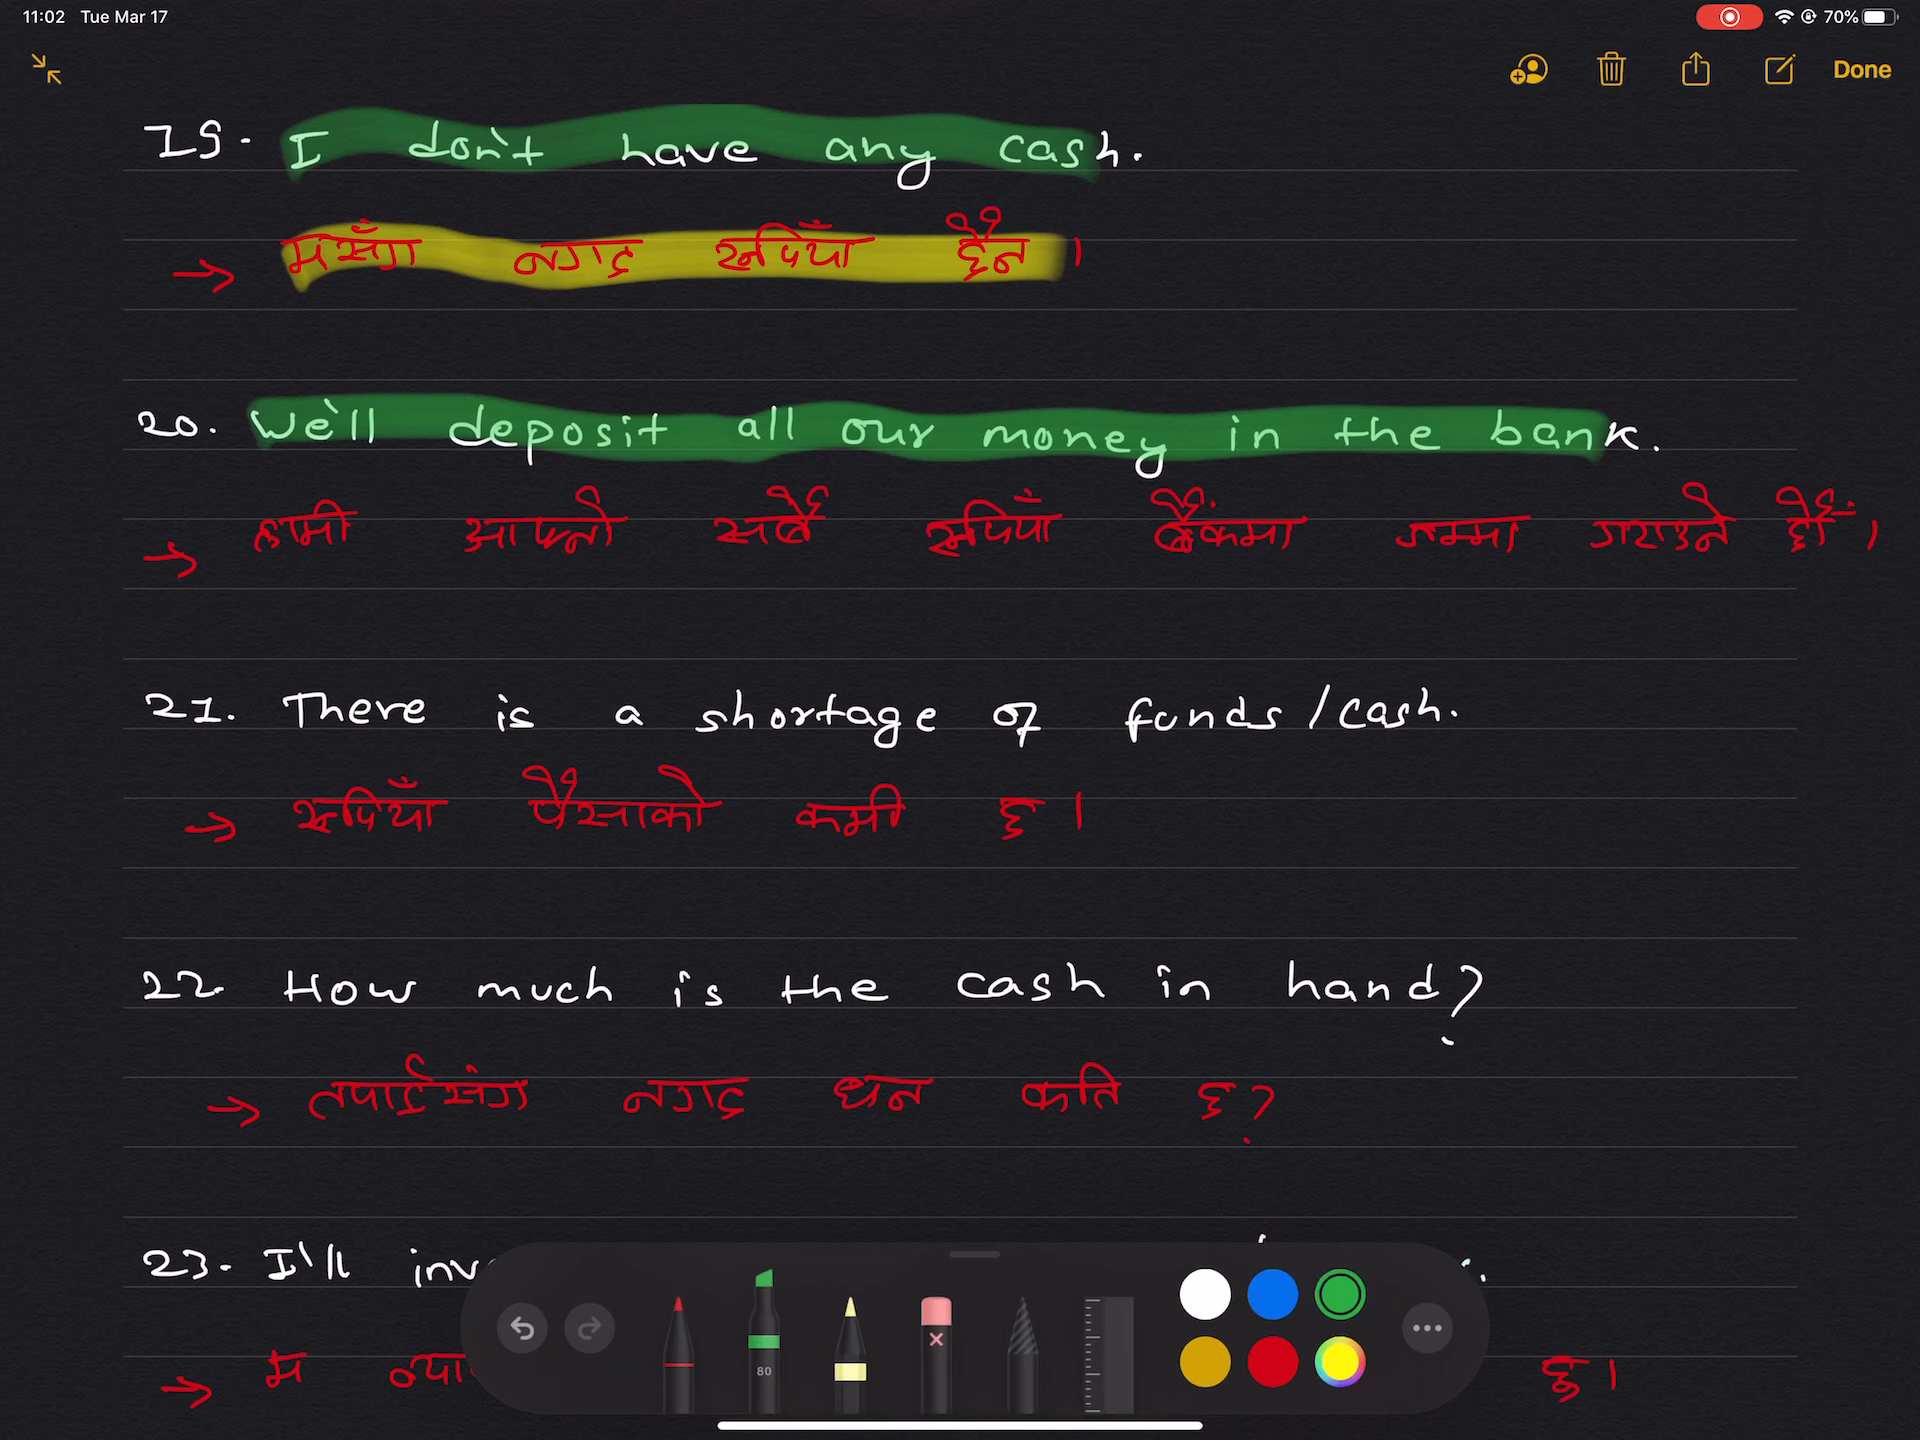 11:02 Tue Mar 17
70%
Done
19. I don't have any cash.
→ मसँग नगद रूपियाँ छैन ।
20. We'll deposit all our money in the bank.
→ हामी आफ्नो सबै रूपियाँ बैंकमा जम्मा गराउने छौं ।
21. There is a shortage of funds/cash.
→ रूपियाँ पैसाको कमी छ ।
22. How much is the cash in hand?
→ तपाईसंग नगद धन कति छ ?
23. I'll inv
→ म व्या छु ।
80